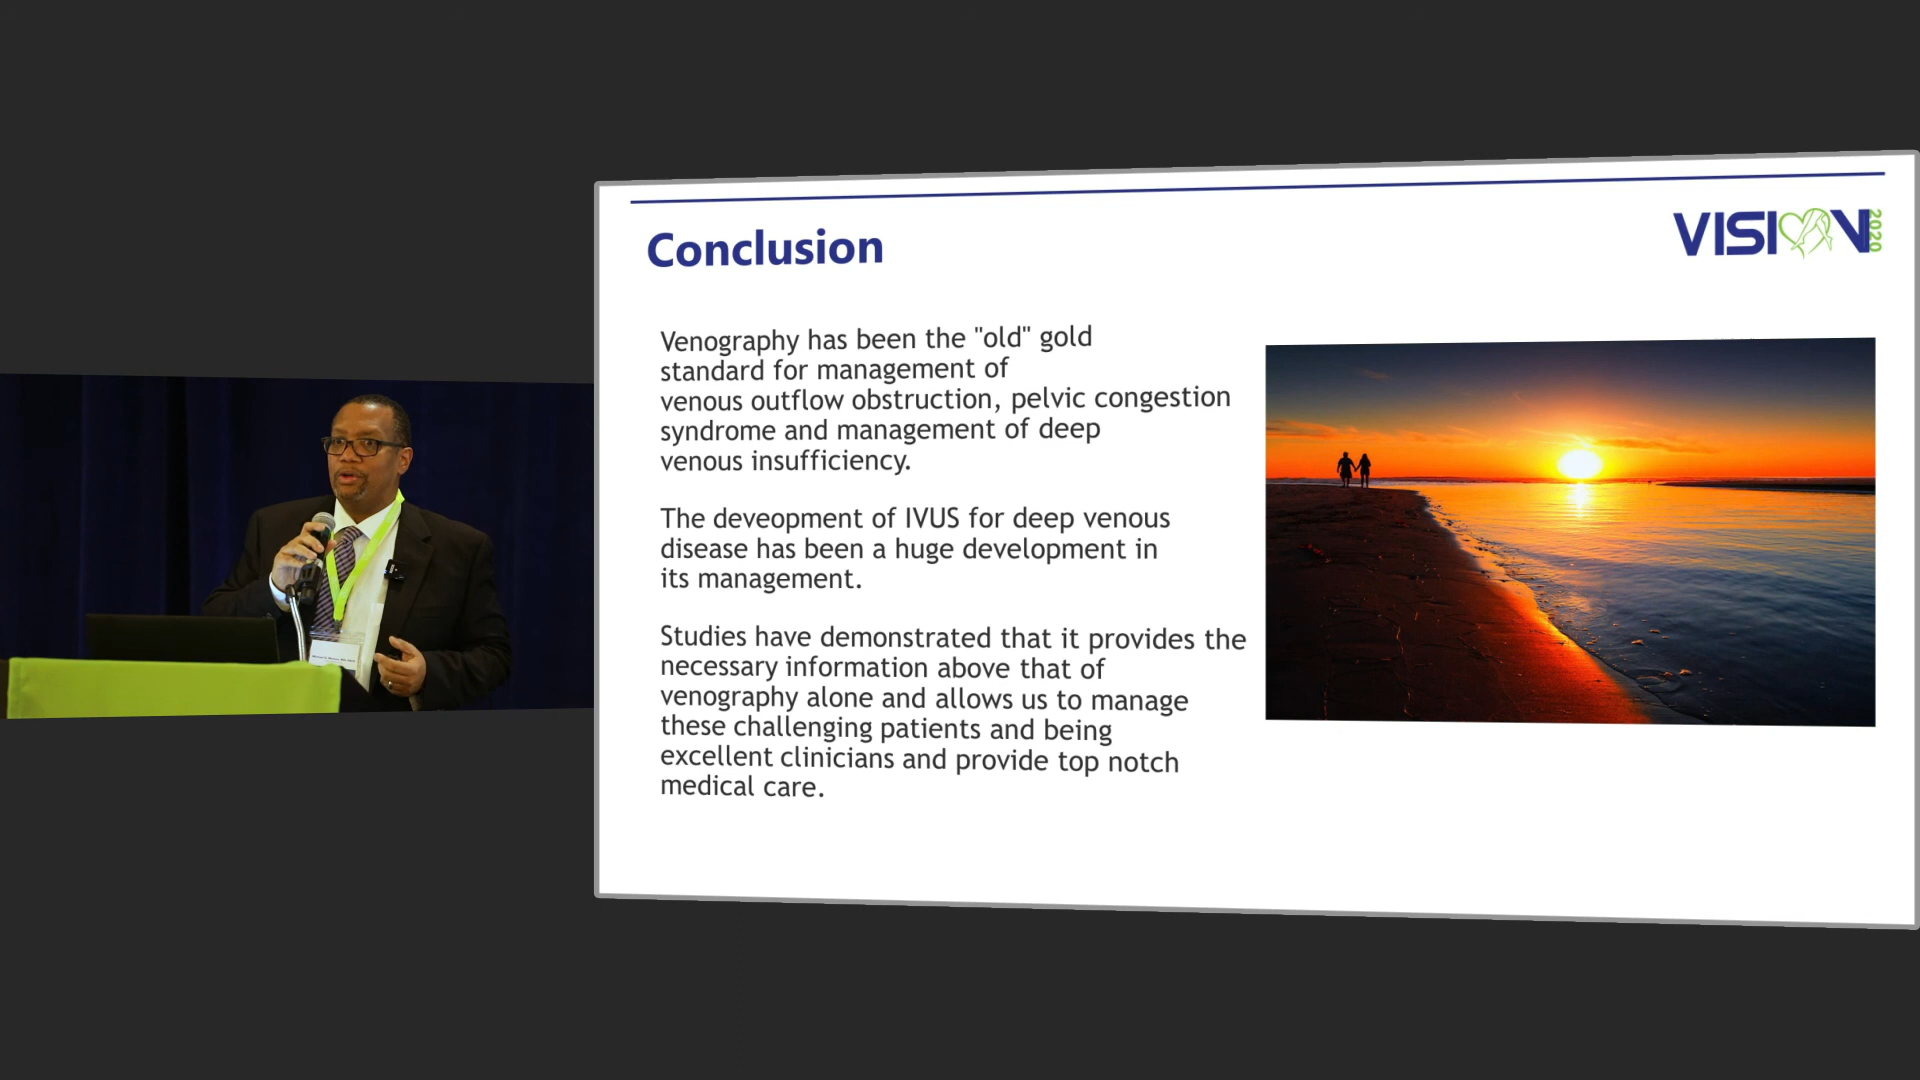 Conclusion
VISION 2020
Venography has been the "old" gold
standard for management of
venous outflow obstruction, pelvic congestion
syndrome and management of deep
venous insufficiency.
The deveopment of IVUS for deep venous
disease has been a huge development in
its management.
Studies have demonstrated that it provides the
necessary information above that of
venography alone and allows us to manage
these challenging patients and being
excellent clinicians and provide top notch
medical care.